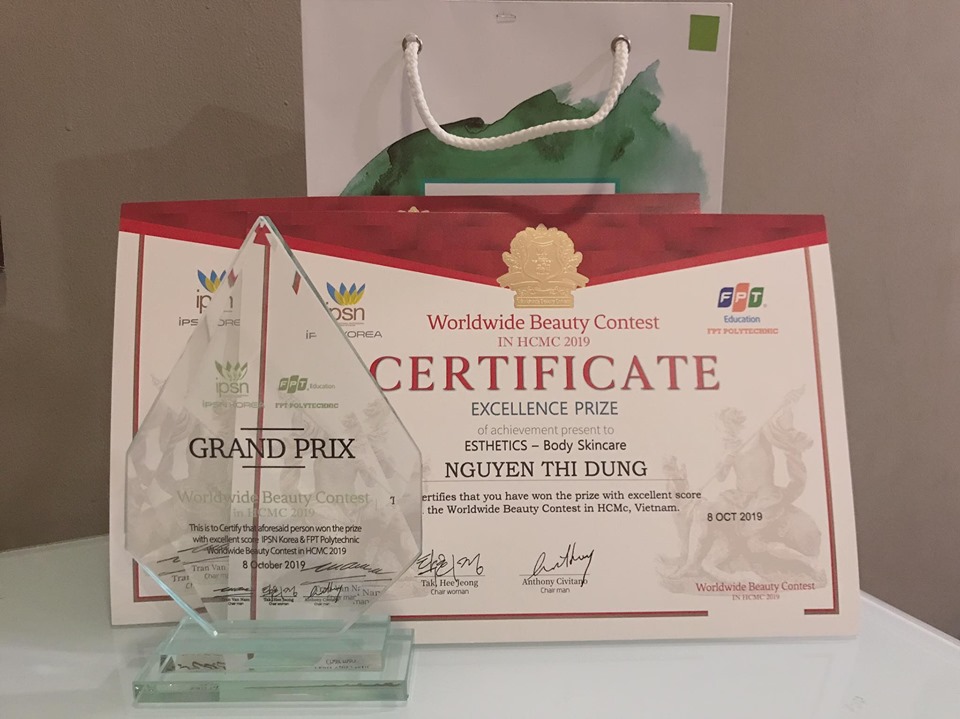 ipsn
IPSN KOREA
FPT
Education
FPT POLYTECHNIC
Worldwide Beauty Contest
IN HCMC 2019
CERTIFICATE
EXCELLENCE PRIZE
of achievement present to
ESTHETICS – Body Skincare
NGUYEN THI DUNG
ertifies that you have won the prize with excellent score
the Worldwide Beauty Contest in HCMc, Vietnam.
8 OCT 2019
Tak, Hee Jeong
Chair woman
Anthony Civitano
Chair man
Worldwide Beauty Contest
IN HCMC 2019
ipsn
IPSN KOREA
FPT Education
FPT POLYTECHNIC
GRAND PRIX
Worldwide Beauty Contest
in HCMC 2019
This is to Certify that aforesaid person won the prize
with excellent score IPSN Korea & FPT Polytechnic
Worldwide Beauty Contest in HCMC 2019
8 October 2019
Tran Van
Chair